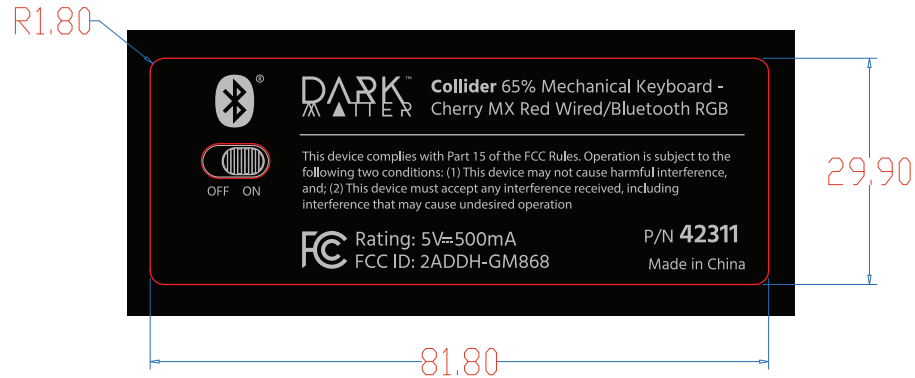 R1.80
®
DARK™
MATTER
Collider 65% Mechanical Keyboard -
Cherry MX Red Wired/Bluetooth RGB
OFF ON
This device complies with Part 15 of the FCC Rules. Operation is subject to the
following two conditions: (1) This device may not cause harmful interference,
and; (2) This device must accept any interference received, including
interference that may cause undesired operation
29.90
FC Rating: 5V⎓500mA
FCC ID: 2ADDH-GM868
P/N 42311
Made in China
81.80